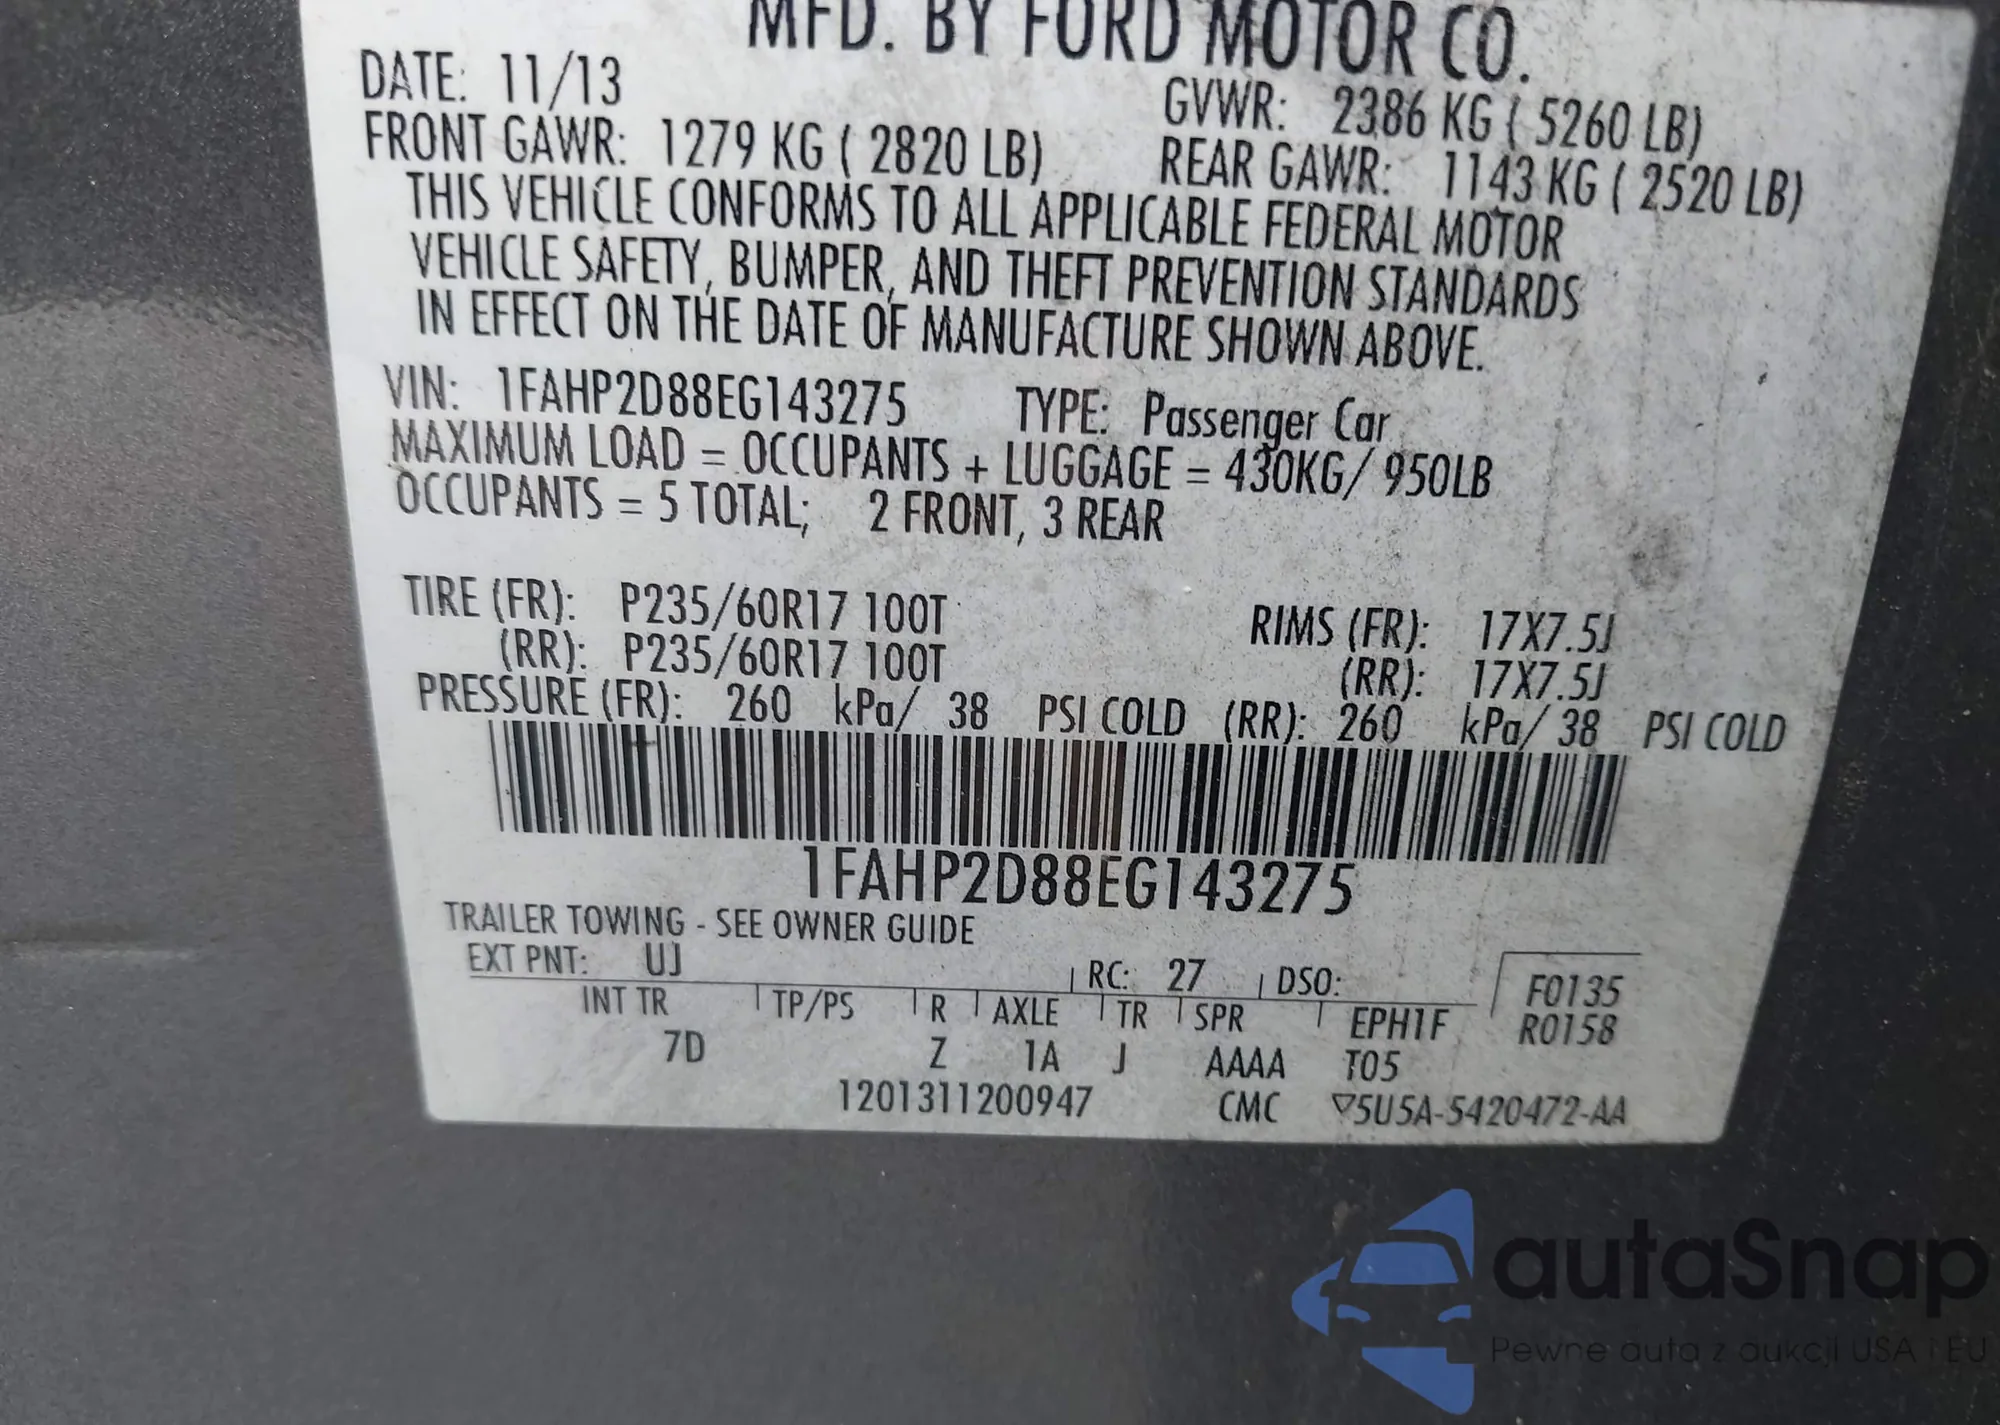 MFD. BY FORD MOTOR CO.
DATE: 11/13 GVWR: 2386 KG ( 5260 LB)
FRONT GAWR: 1279 KG ( 2820 LB) REAR GAWR: 1143 KG ( 2520 LB)
THIS VEHICLE CONFORMS TO ALL APPLICABLE FEDERAL MOTOR
VEHICLE SAFETY, BUMPER, AND THEFT PREVENTION STANDARDS
IN EFFECT ON THE DATE OF MANUFACTURE SHOWN ABOVE.
VIN: 1FAHP2D88EG143275 TYPE: Passenger Car
MAXIMUM LOAD = OCCUPANTS + LUGGAGE = 430KG/ 950LB
OCCUPANTS = 5 TOTAL; 2 FRONT, 3 REAR
TIRE (FR): P235/60R17 100T RIMS (FR): 17X7.5J
(RR): P235/60R17 100T (RR): 17X7.5J
PRESSURE (FR): 260 kPa/ 38 PSI COLD (RR): 260 kPa/ 38 PSI COLD
1FAHP2D88EG143275
TRAILER TOWING - SEE OWNER GUIDE
EXT PNT: UJ RC: 27 DSO: F0135
INT TR TP/PS R AXLE TR SPR EPH1F R0158
7D Z 1A J AAAA T05
1201311200947 CMC ▽5U5A-5420472-AA
autaSnap
Pewne auta z aukcji USA i EU